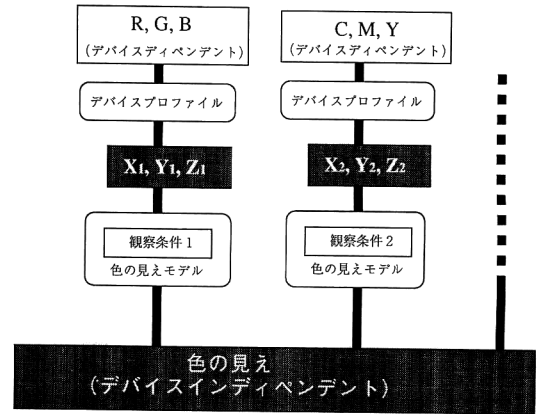 R, G, B
(デバイスディペンデント)
デバイスプロファイル
X1, Y1, Z1
観察条件1
色の見えモデル
C, M, Y
(デバイスディペンデント)
デバイスプロファイル
X2, Y2, Z2
観察条件2
色の見えモデル
色の見え
(デバイスインディペンデント)